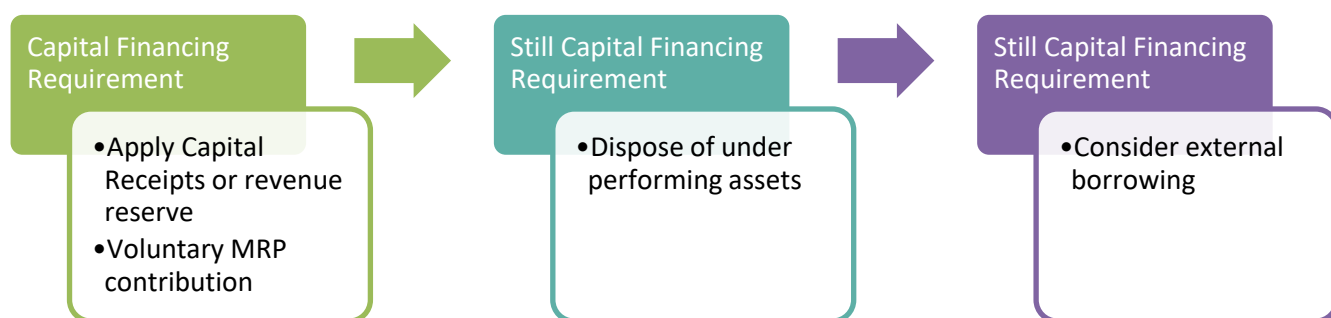 Capital Financing
Requirement
•Apply Capital
Receipts or revenue
reserve
•Voluntary MRP
contribution
Still Capital Financing
Requirement
•Dispose of under
performing assets
Still Capital Financing
Requirement
•Consider external
borrowing